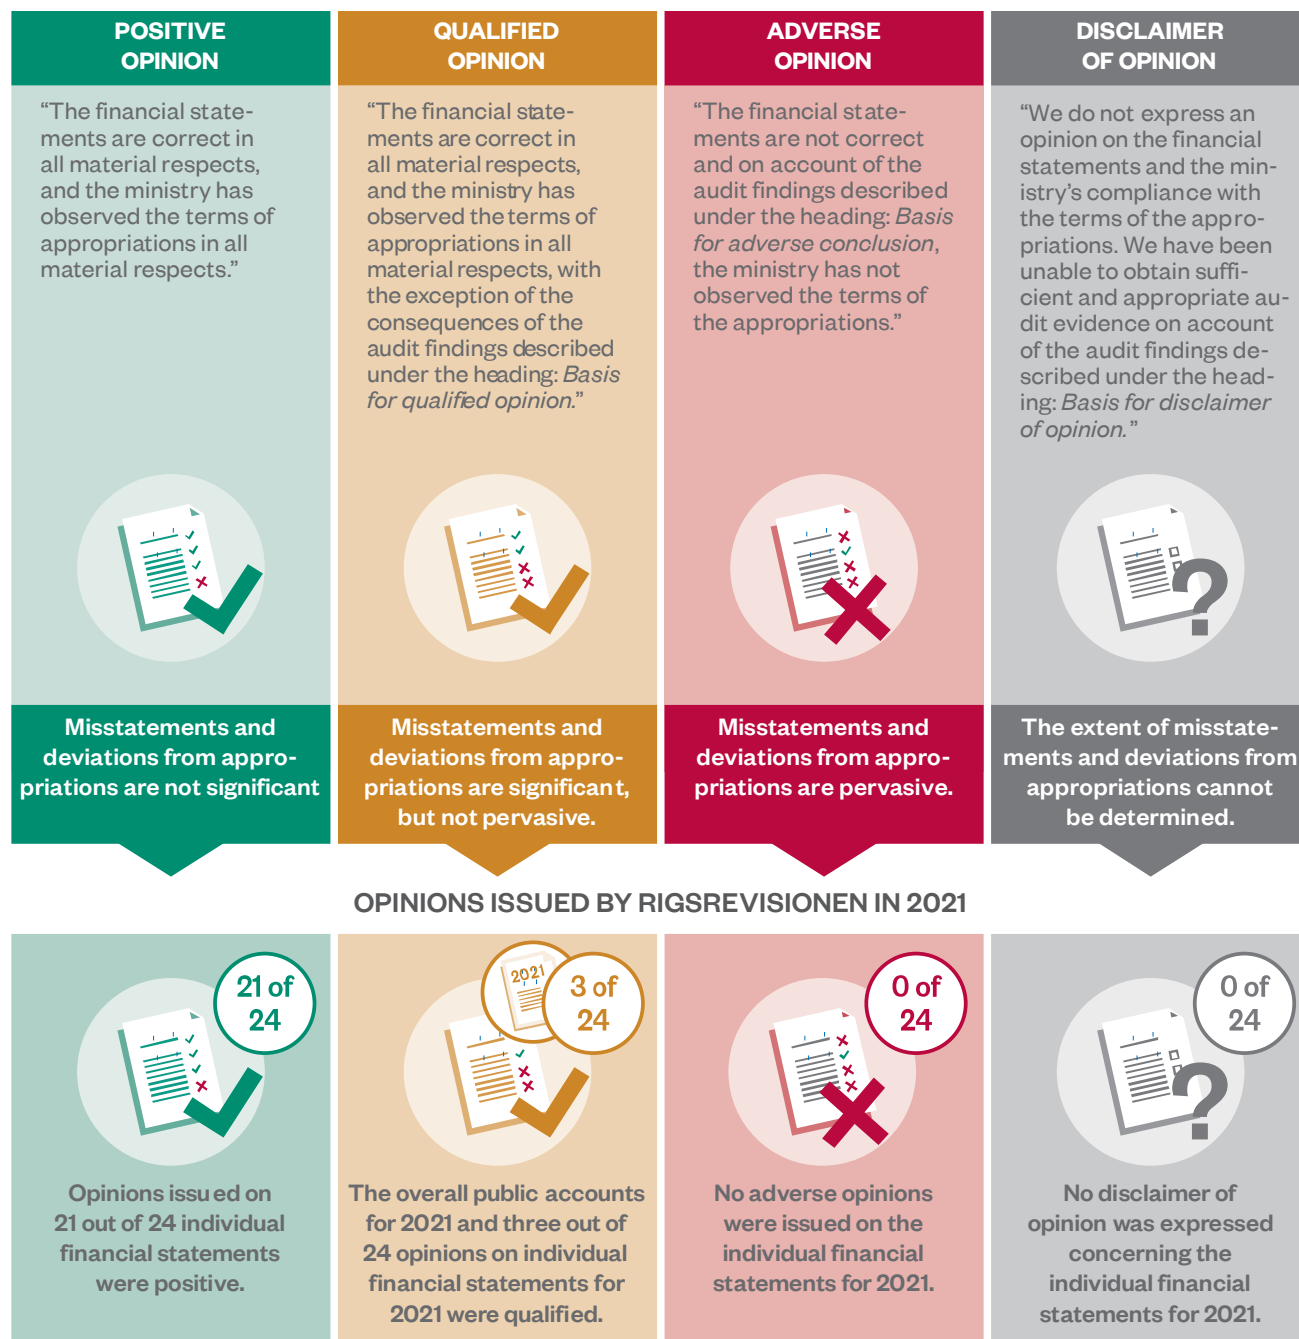 POSITIVE
OPINION
“The financial state-
ments are correct in
all material respects,
and the ministry has
observed the terms of
appropriations in all
material respects.”
Misstatements and
deviations from appro-
priations are not significant
QUALIFIED
OPINION
“The financial state-
ments are correct in
all material respects,
and the ministry has
observed the terms of
appropriations in all
material respects, with
the exception of the
consequences of the
audit findings described
under the heading: Basis
for qualified opinion.”
Misstatements and
deviations from appro-
priations are significant,
but not pervasive.
ADVERSE
OPINION
“The financial state-
ments are not correct
and on account of the
audit findings described
under the heading: Basis
for adverse conclusion,
the ministry has not
observed the terms of
the appropriations.”
Misstatements and
deviations from appro-
priations are pervasive.
DISCLAIMER
OF OPINION
“We do not express an
opinion on the financial
statements and the min-
istry’s compliance with
the terms of the appro-
priations. We have been
unable to obtain suffi-
cient and appropriate au-
dit evidence on account
of the audit findings de-
scribed under the head-
ing: Basis for disclaimer
of opinion.”
The extent of misstate-
ments and deviations from
appropriations cannot
be determined.
OPINIONS ISSUED BY RIGSREVISIONEN IN 2021
21 of
24
Opinions issued on
21 out of 24 individual
financial statements
were positive.
2021
3 of
24
The overall public accounts
for 2021 and three out of
24 opinions on individual
financial statements for
2021 were qualified.
0 of
24
No adverse opinions
were issued on the
individual financial
statements for 2021.
0 of
24
No disclaimer of
opinion was expressed
concerning the
individual financial
statements for 2021.